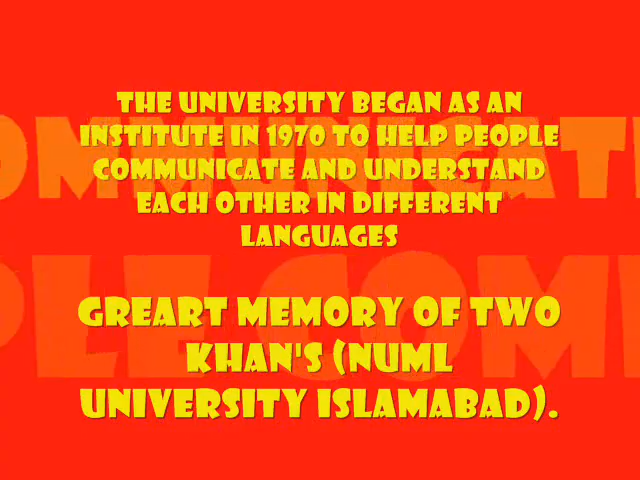 THE UNIVERSITY BEGAN AS AN
INSTITUTE IN 1970 TO HELP PEOPLE
COMMUNICATE AND UNDERSTAND
EACH OTHER IN DIFFERENT
LANGUAGES
GREART MEMORY OF TWO
KHAN'S (NUML
UNIVERSITY ISLAMABAD).